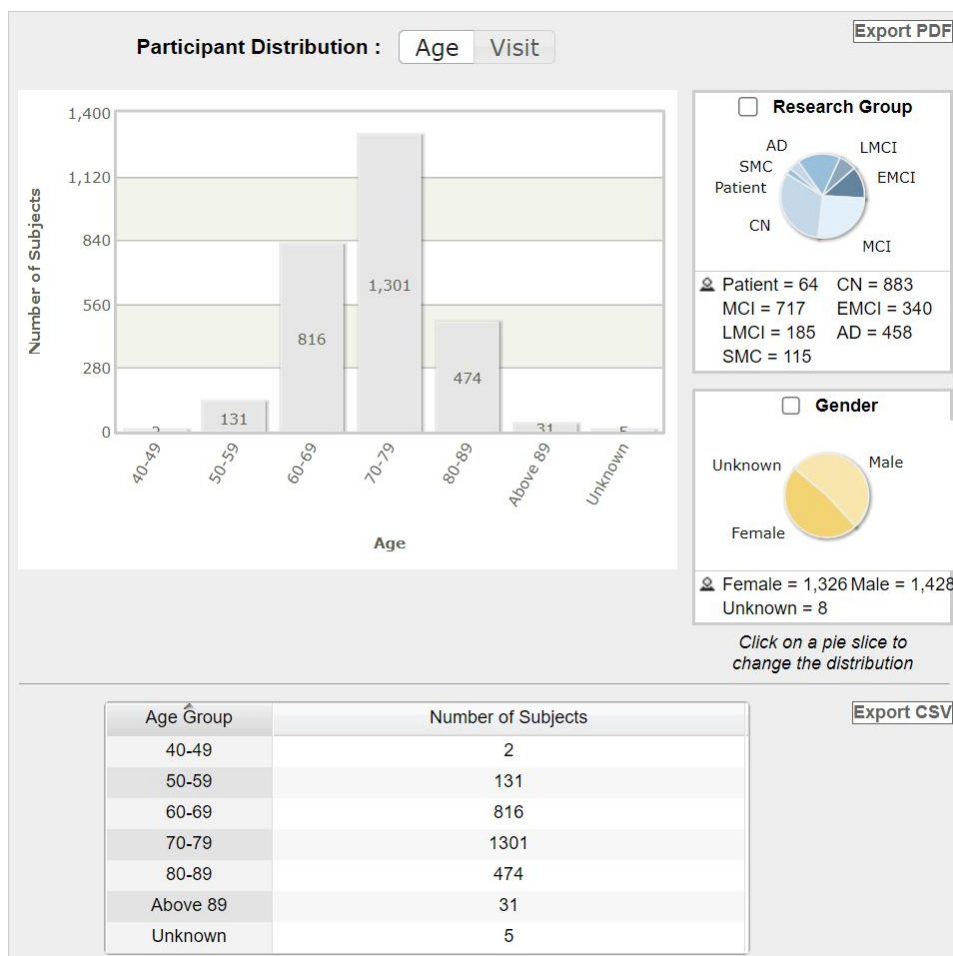 Participant Distribution : Age Visit
Export PDF
1,400
1,120
840
560
280
0
Number of Subjects
2
131
816
1,301
474
31
5
40-49
50-59
60-69
70-79
80-89
Above 89
Unknown
Age
Research Group
AD
LMCI
SMC
EMCI
Patient
CN
MCI
Patient = 64 CN = 883
MCI = 717 EMCI = 340
LMCI = 185 AD = 458
SMC = 115
Gender
Unknown
Male
Female
Female = 1,326 Male = 1,428
Unknown = 8
Click on a pie slice to
change the distribution
Export CSV
Age Group Number of Subjects
40-49 2
50-59 131
60-69 816
70-79 1301
80-89 474
Above 89 31
Unknown 5